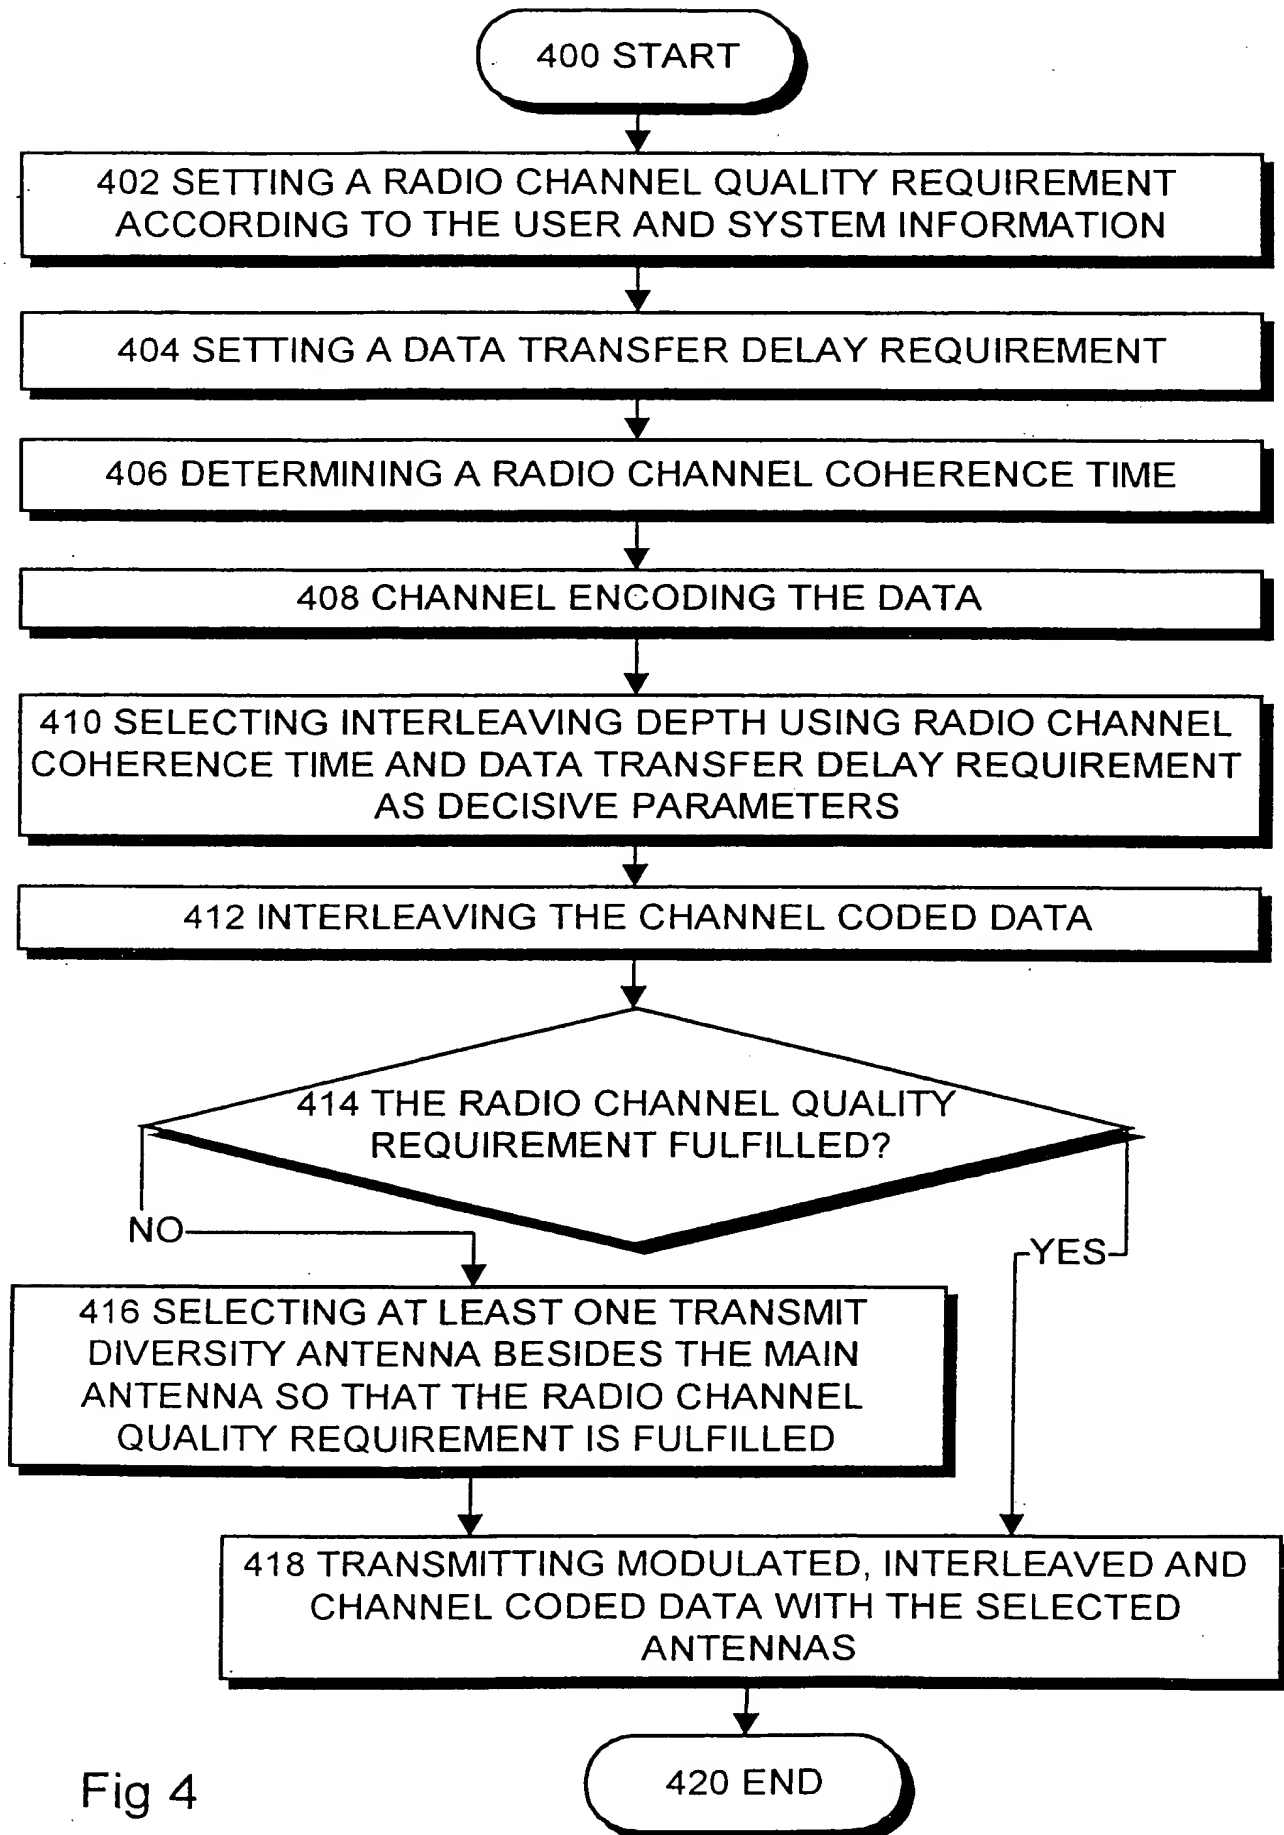 400 START
402 SETTING A RADIO CHANNEL QUALITY REQUIREMENT
ACCORDING TO THE USER AND SYSTEM INFORMATION
404 SETTING A DATA TRANSFER DELAY REQUIREMENT
406 DETERMINING A RADIO CHANNEL COHERENCE TIME
408 CHANNEL ENCODING THE DATA
410 SELECTING INTERLEAVING DEPTH USING RADIO CHANNEL
COHERENCE TIME AND DATA TRANSFER DELAY REQUIREMENT
AS DECISIVE PARAMETERS
412 INTERLEAVING THE CHANNEL CODED DATA
414 THE RADIO CHANNEL QUALITY
REQUIREMENT FULFILLED?
NO
YES
416 SELECTING AT LEAST ONE TRANSMIT
DIVERSITY ANTENNA BESIDES THE MAIN
ANTENNA SO THAT THE RADIO CHANNEL
QUALITY REQUIREMENT IS FULFILLED
418 TRANSMITTING MODULATED, INTERLEAVED AND
CHANNEL CODED DATA WITH THE SELECTED
ANTENNAS
420 END
Fig 4